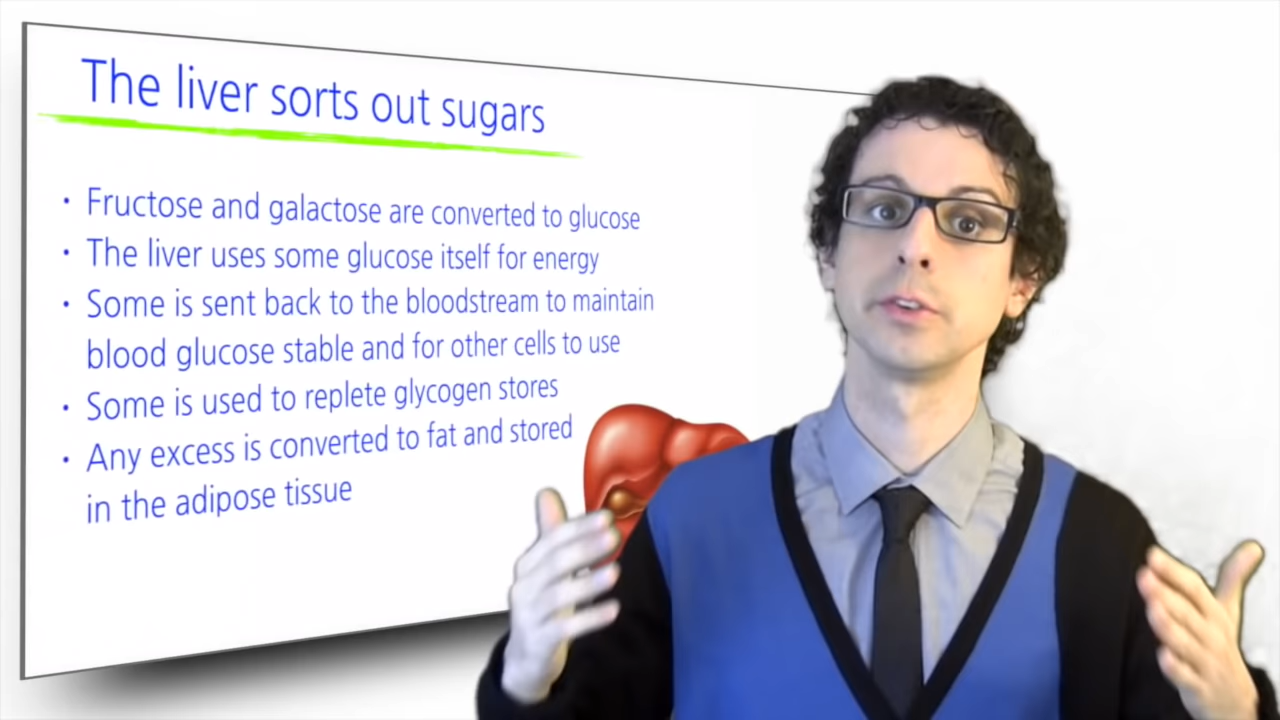 The liver sorts out sugars
• Fructose and galactose are converted to glucose
• The liver uses some glucose itself for energy
• Some is sent back to the bloodstream to maintain
blood glucose stable and for other cells to use
• Some is used to replete glycogen stores
• Any excess is converted to fat and stored
in the adipose tissue